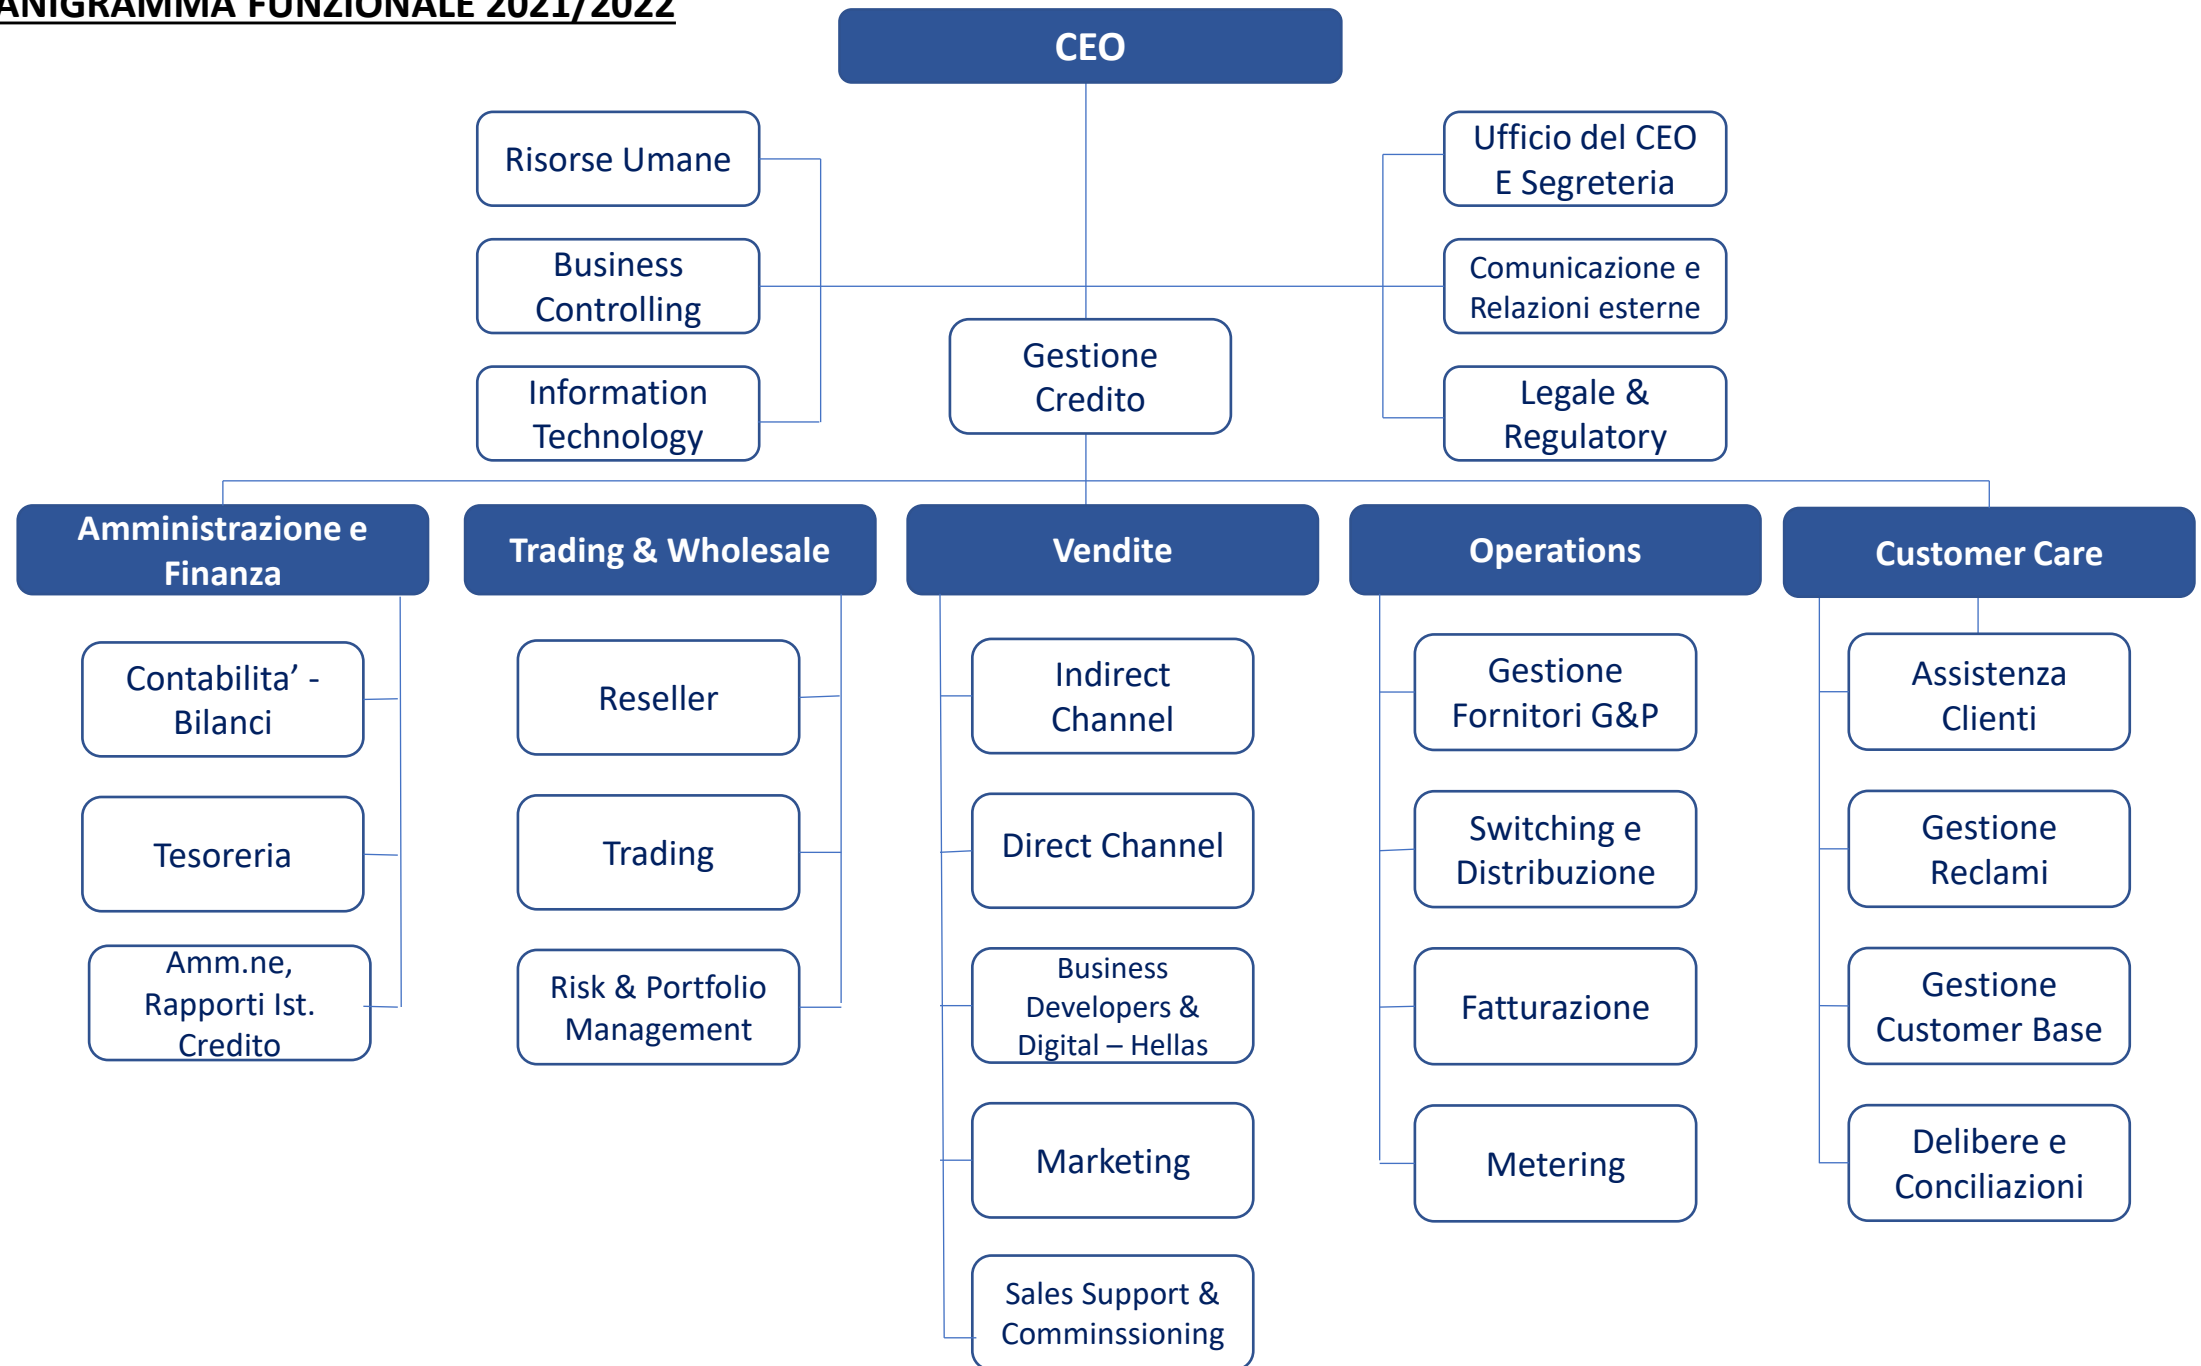 ANIGRAMMA FUNZIONALE 2021/2022
CEO
Risorse Umane
Ufficio del CEO
E Segreteria
Business
Controlling
Comunicazione e
Relazioni esterne
Gestione
Credito
Information
Technology
Legale &
Regulatory
Amministrazione e
Finanza
Trading & Wholesale
Vendite
Operations
Customer Care
Contabilita’ -
Bilanci
Tesoreria
Amm.ne,
Rapporti Ist.
Credito
Reseller
Trading
Risk & Portfolio
Management
Indirect
Channel
Direct Channel
Business
Developers &
Digital – Hellas
Marketing
Sales Support &
Comminssioning
Gestione
Fornitori G&P
Switching e
Distribuzione
Fatturazione
Metering
Assistenza
Clienti
Gestione
Reclami
Gestione
Customer Base
Delibere e
Conciliazioni